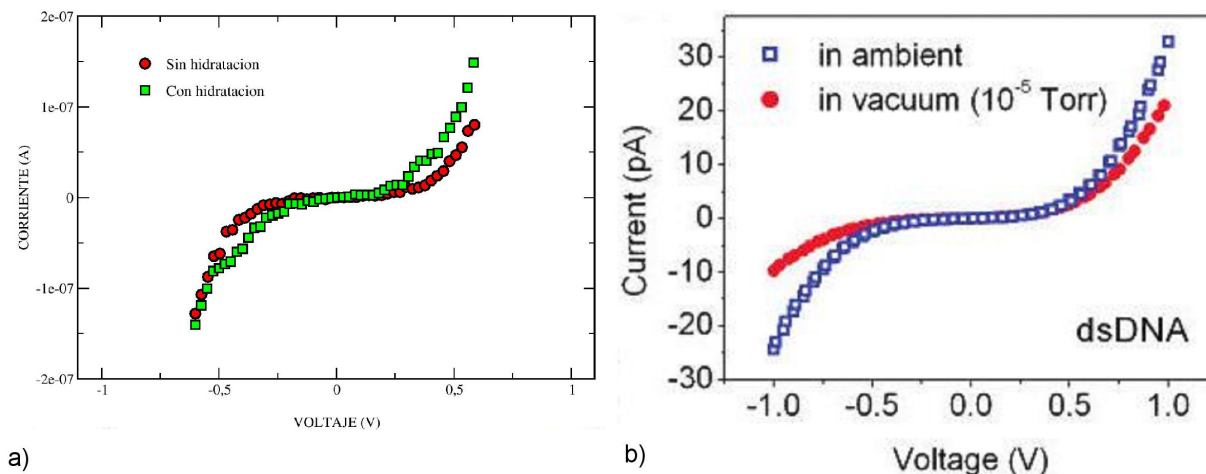 2e-07
1e-07
0
-1e-07
-2e-07
CORRIENTE (A)
Sin hidratacion
Con hidratacion
-1
-0,5
0
0,5
1
VOLTAJE (V)
a)
30
20
10
0
-10
-20
-30
Current (pA)
in ambient
in vacuum (10⁻⁵ Torr)
dsDNA
-1.0
-0.5
0.0
0.5
1.0
Voltage (V)
b)